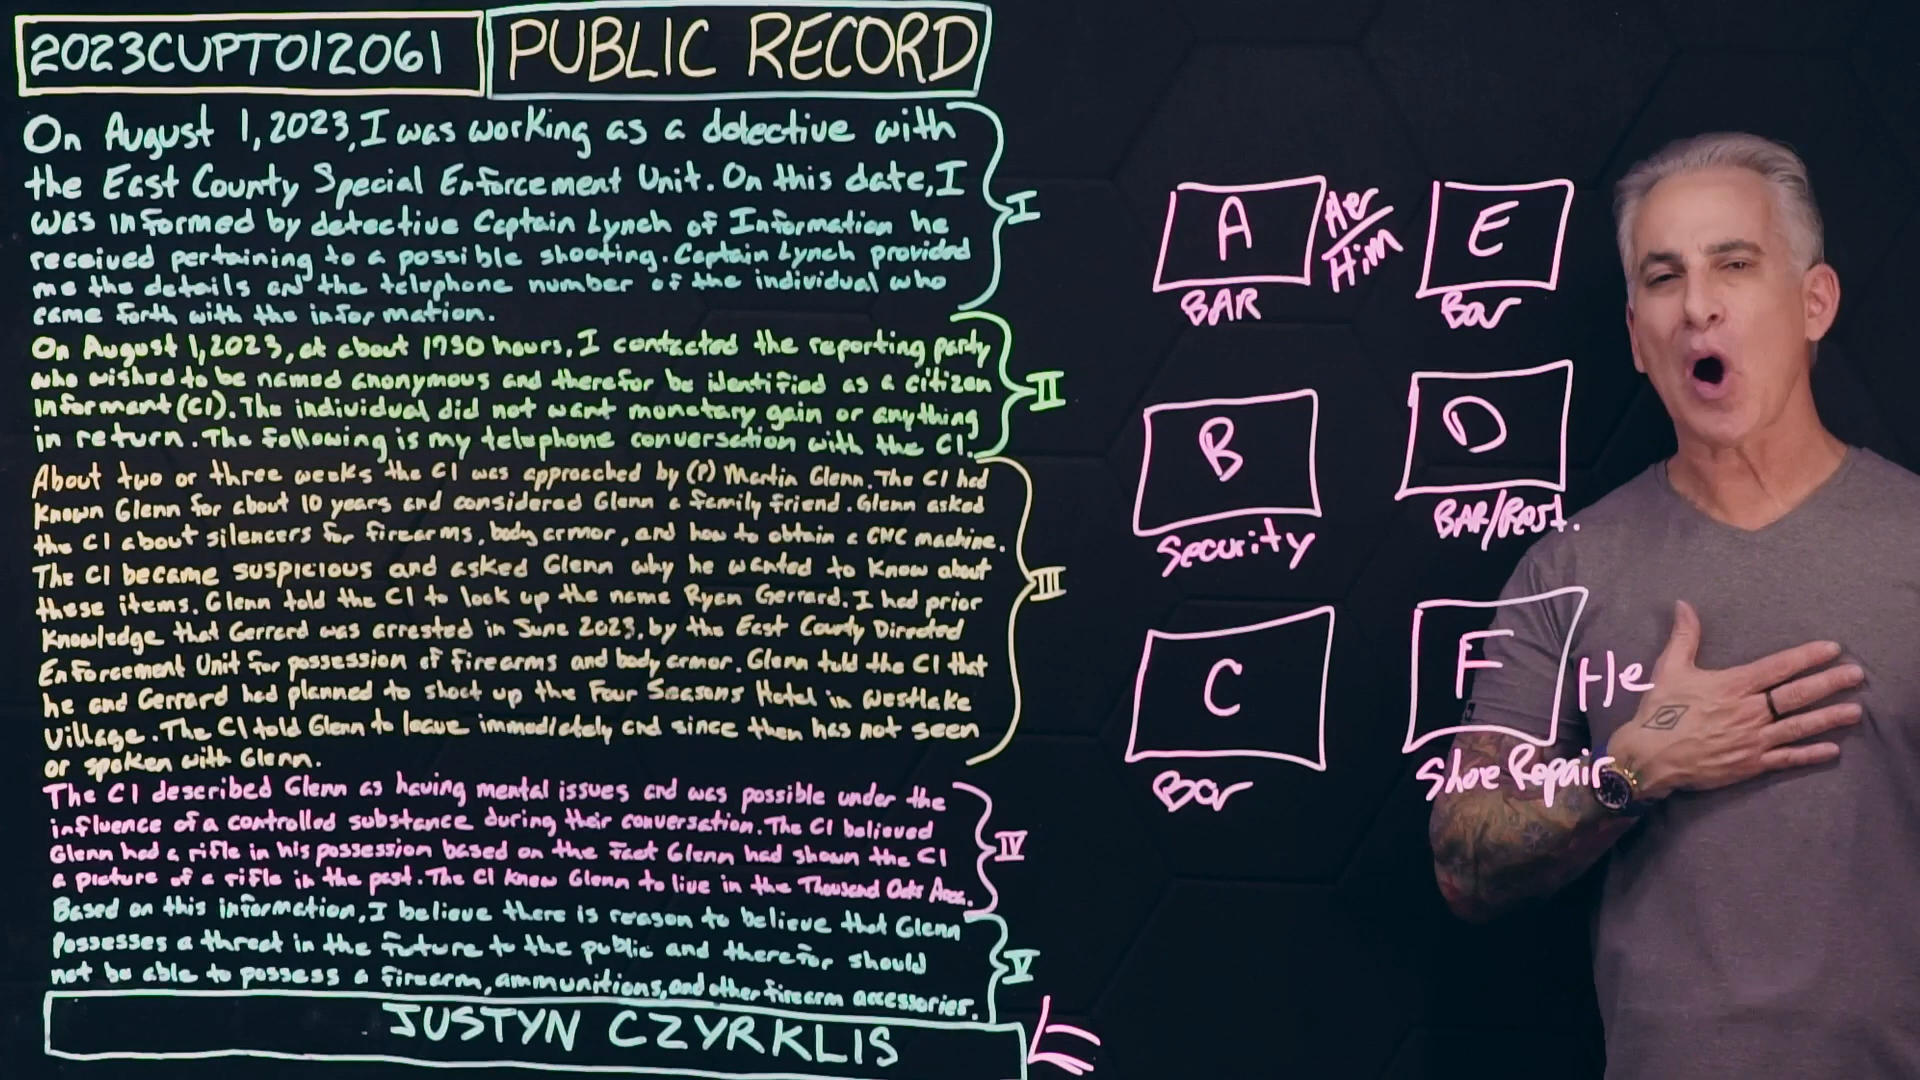 2023CUPT012061
PUBLIC RECORD
On August 1, 2023, I was working as a detective with
the East County Special Enforcement Unit. On this date, I
was informed by detective Captain Lynch of Information he
received pertaining to a possible shooting. Captain Lynch provided
me the details and the telephone number of the individual who
came forth with the information.
I
On August 1, 2023, at about 1730 hours, I contacted the reporting party
who wished to be named anonymous and therefor be identified as a citizen
informant (CI). The individual did not want monetary gain or anything
in return. The following is my telephone conversation with the CI.
II
About two or three weeks the CI was approached by (P) Martin Glenn. The CI had
known Glenn for about 10 years and considered Glenn a family friend. Glenn asked
the CI about silencers for firearms, body armor, and how to obtain a CNC machine.
The CI became suspicious and asked Glenn why he wanted to know about
these items. Glenn told the CI to look up the name Ryan Gerrard. I had prior
knowledge that Gerrard was arrested in June 2023, by the East County Directed
Enforcement Unit for possession of firearms and body armor. Glenn told the CI that
he and Gerrard had planned to shoot up the Four Seasons Hotel in Westlake
Village. The CI told Glenn to leave immediately and since then has not seen
or spoken with Glenn.
III
The CI described Glenn as having mental issues and was possible under the
influence of a controlled substance during their conversation. The CI believed
Glenn had a rifle in his possession based on the fact Glenn had shown the CI
a picture of a rifle in the past. The CI knew Glenn to live in the Thousand Oaks Area.
IV
Based on this information, I believe there is reason to believe that Glenn
possesses a threat in the future to the public and therefor should
not be able to possess a firearm, ammunitions, and other firearm accessories.
V
JUSTYN CZYRKLIS
A
Her/Him
BAR
E
Bar
B
Security
D
BAR/Rest.
C
Bar
F
He
Shoe Repair